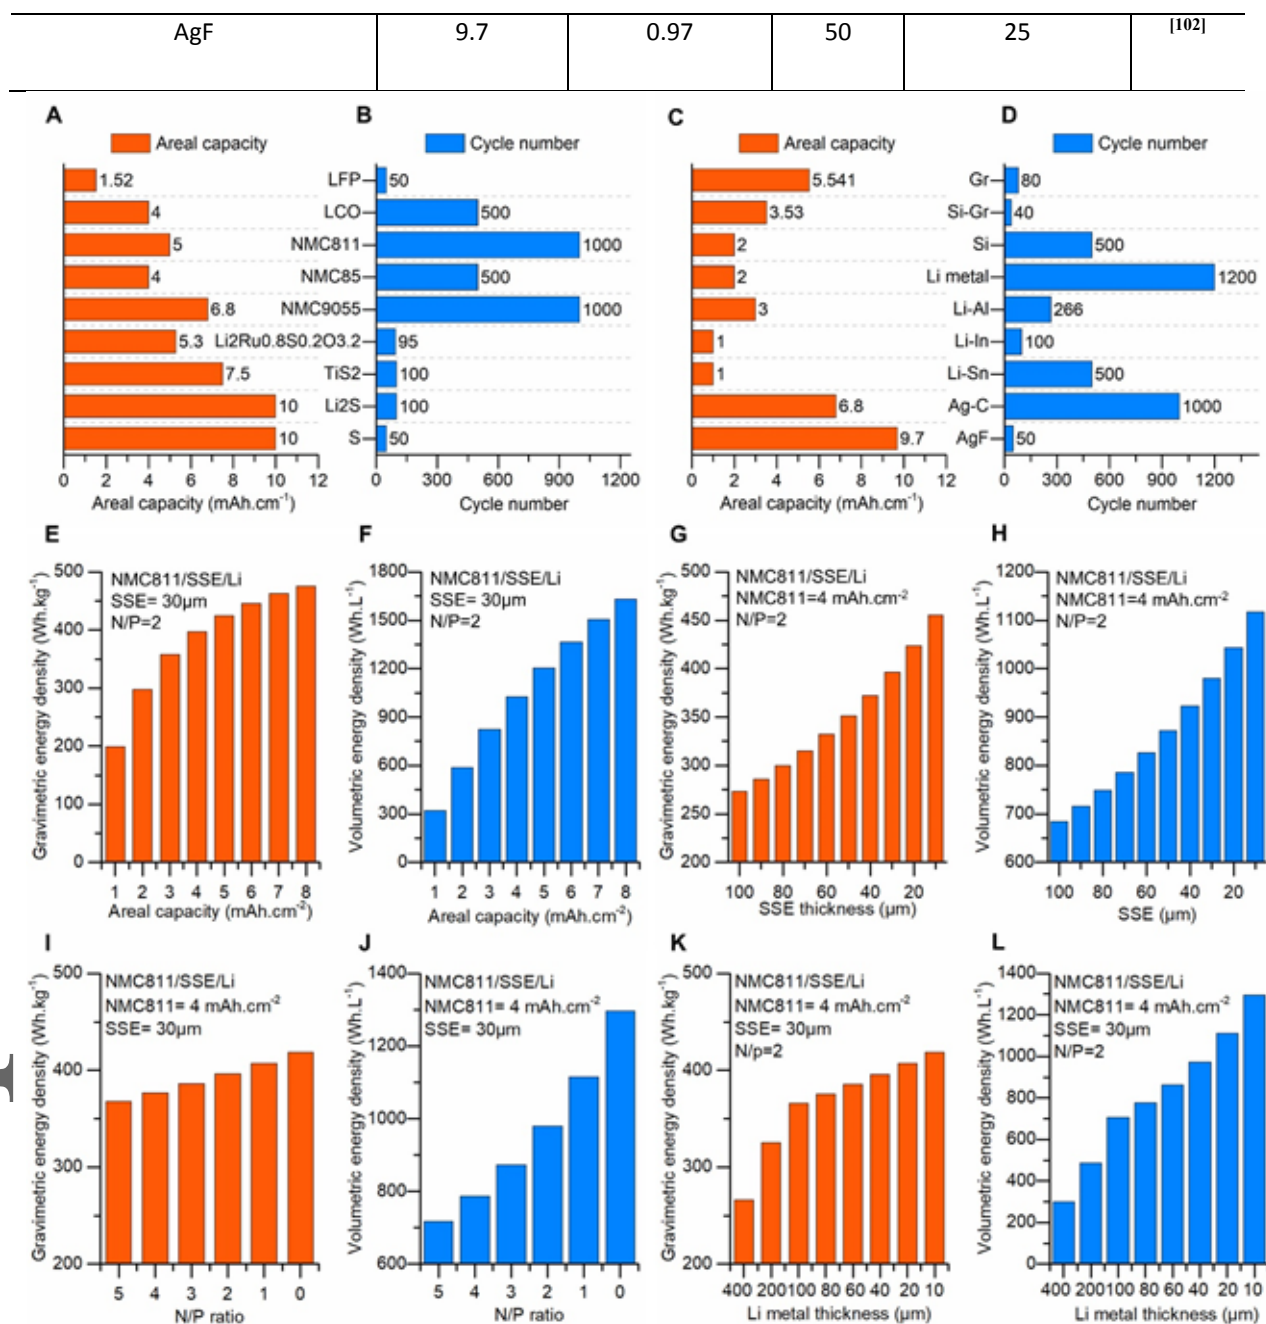 AgF 9.7 0.97 50 25 [102]
A B C D
Areal capacity Cycle number Areal capacity Cycle number
1.52 LFP 50 5.541 Gr 80
4 LCO 500 3.53 Si-Gr 40
5 NMC811 1000 2 Si 500
4 NMC85 500 2 Li metal 1200
6.8 NMC9055 1000 3 Li-Al 266
5.3 Li2Ru0.8S0.2O3.2 95 1 Li-In 100
7.5 TiS2 100 1 Li-Sn 500
10 Li2S 100 6.8 Ag-C 1000
10 S 50 9.7 AgF 50
0 2 4 6 8 10 12 0 300 600 900 1200 0 2 4 6 8 10 12 0 300 600 900 1200
Areal capacity (mAh.cm⁻¹) Cycle number Areal capacity (mAh.cm⁻¹) Cycle number
E
Gravimetric energy density (Wh.kg⁻¹)
500
400
300
200
100
0
NMC811/SSE/Li
SSE= 30µm
N/P=2
1 2 3 4 5 6 7 8
Areal capacity (mAh.cm⁻²)
F
Volumetric energy density (Wh.L⁻¹)
1800
1500
1200
900
600
300
0
NMC811/SSE/Li
SSE= 30µm
N/P=2
1 2 3 4 5 6 7 8
Areal capacity (mAh.cm⁻²)
G
Gravimetric energy density (Wh.kg⁻¹)
500
450
400
350
300
250
200
NMC811/SSE/Li
NMC811=4 mAh.cm⁻²
N/P=2
100 80 60 40 20
SSE thickness (µm)
H
Volumetric energy density (Wh.L⁻¹)
1200
1100
1000
900
800
700
600
NMC811/SSE/Li
NMC811=4 mAh.cm⁻²
N/P=2
100 80 60 40 20
SSE (µm)
I
Gravimetric energy density (Wh.kg⁻¹)
500
400
300
200
NMC811/SSE/Li
NMC811= 4 mAh.cm⁻²
SSE= 30µm
5 4 3 2 1 0
N/P ratio
J
Volumetric energy density (Wh.L⁻¹)
1400
1200
1000
800
600
NMC811/SSE/Li
NMC811= 4 mAh.cm⁻²
SSE= 30µm
5 4 3 2 1 0
N/P ratio
K
Gravimetric energy density (Wh.kg⁻¹)
500
400
300
200
NMC811/SSE/Li
NMC811= 4 mAh.cm⁻²
SSE= 30µm
N/p=2
400 200 100 80 60 40 20 10
Li metal thickness (µm)
L
Volumetric energy density (Wh.L⁻¹)
1400
1200
1000
800
600
400
200
0
NMC811/SSE/Li
NMC811= 4 mAh.cm⁻²
SSE= 30µm
N/P=2
400 200 100 80 60 40 20 10
Li metal thickness (µm)